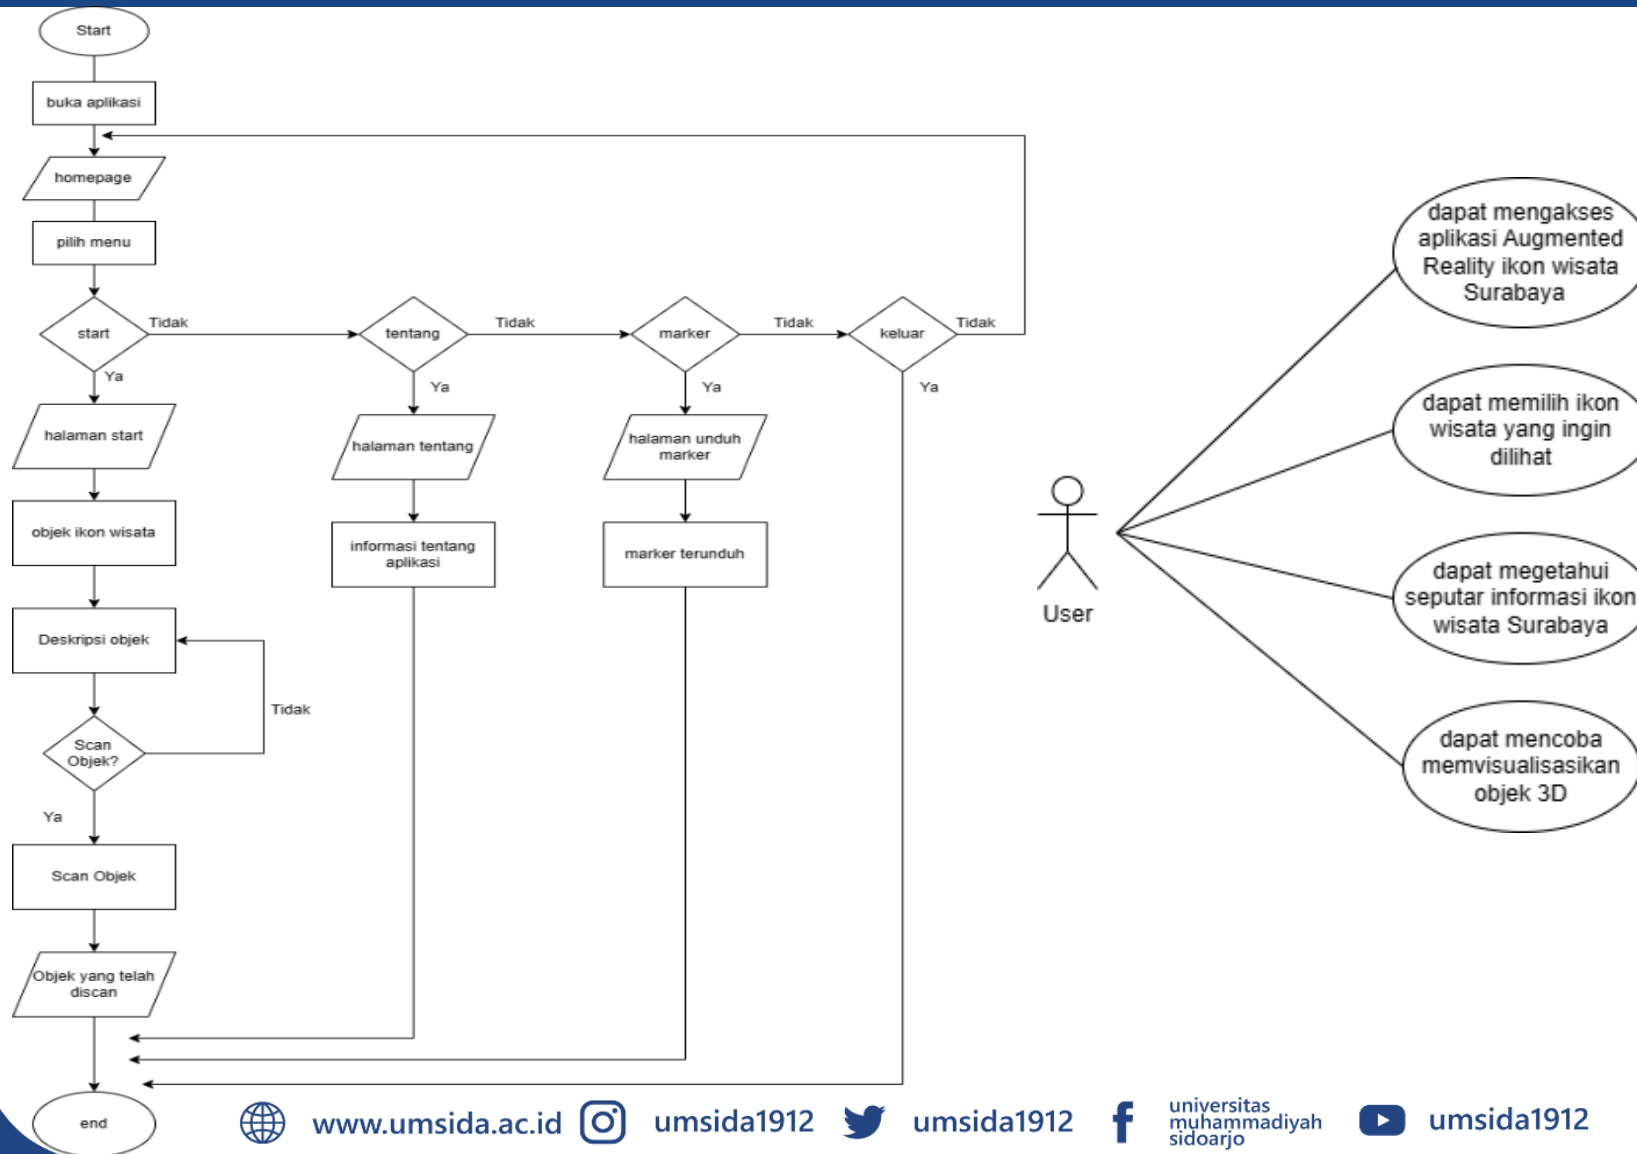 Start
buka aplikasi
homepage
pilih menu
start
Tidak
tentang
Tidak
marker
Tidak
keluar
Tidak
Ya
Ya
Ya
Ya
halaman start
halaman tentang
halaman unduh
marker
objek ikon wisata
informasi tentang
aplikasi
marker terunduh
Deskripsi objek
Tidak
Scan
Objek?
Ya
Scan Objek
Objek yang telah
discan
end
User
dapat mengakses
aplikasi Augmented
Reality ikon wisata
Surabaya
dapat memilih ikon
wisata yang ingin
dilihat
dapat megetahui
seputar informasi ikon
wisata Surabaya
dapat mencoba
memvisualisasikan
objek 3D
www.umsida.ac.id
umsida1912
umsida1912
universitas
muhammadiyah
sidoarjo
umsida1912